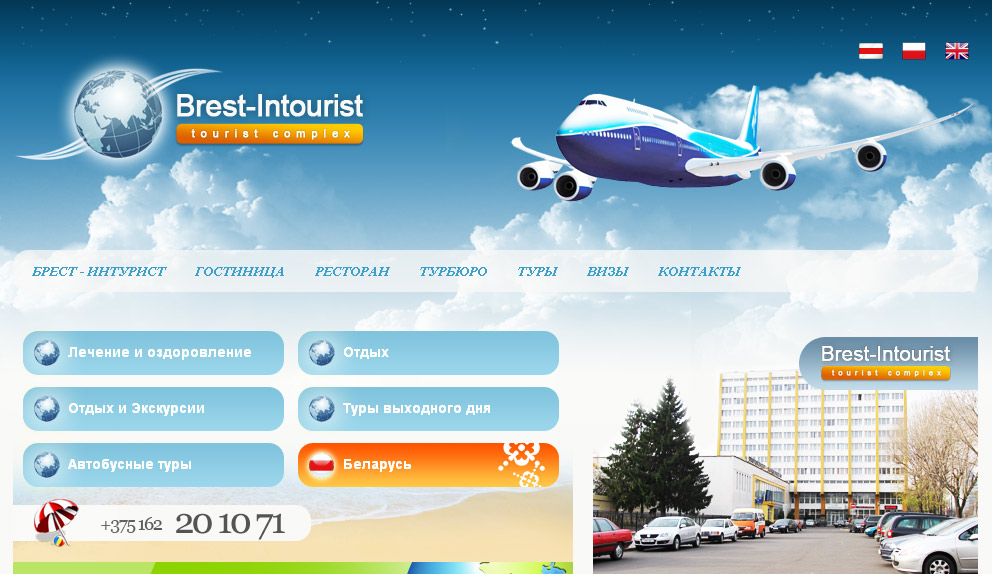 Brest-Intourist
tourist complex
БРЕСТ - ИНТУРИСТ ГОСТИНИЦА РЕСТОРАН ТУРБЮРО ТУРЫ ВИЗЫ КОНТАКТЫ
Лечение и оздоровление
Отдых
Отдых и Экскурсии
Туры выходного дня
Автобусные туры
Беларусь
+375 162 20 10 71
Brest-Intourist
tourist complex